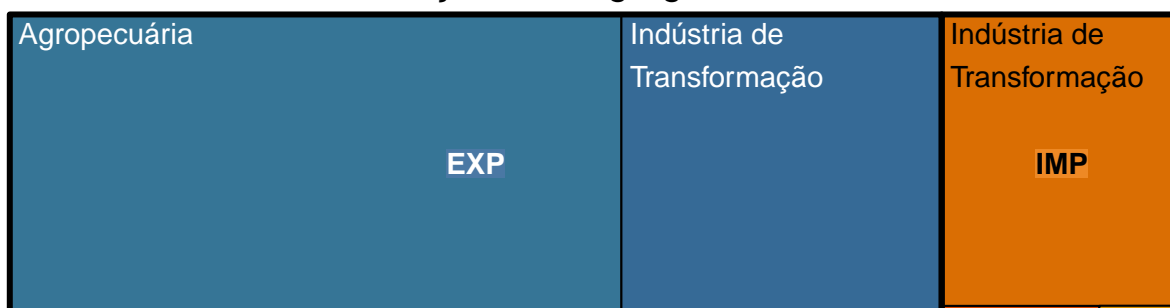 Agropecuária
Indústria de
Transformação
EXP
Indústria de
Transformação
IMP